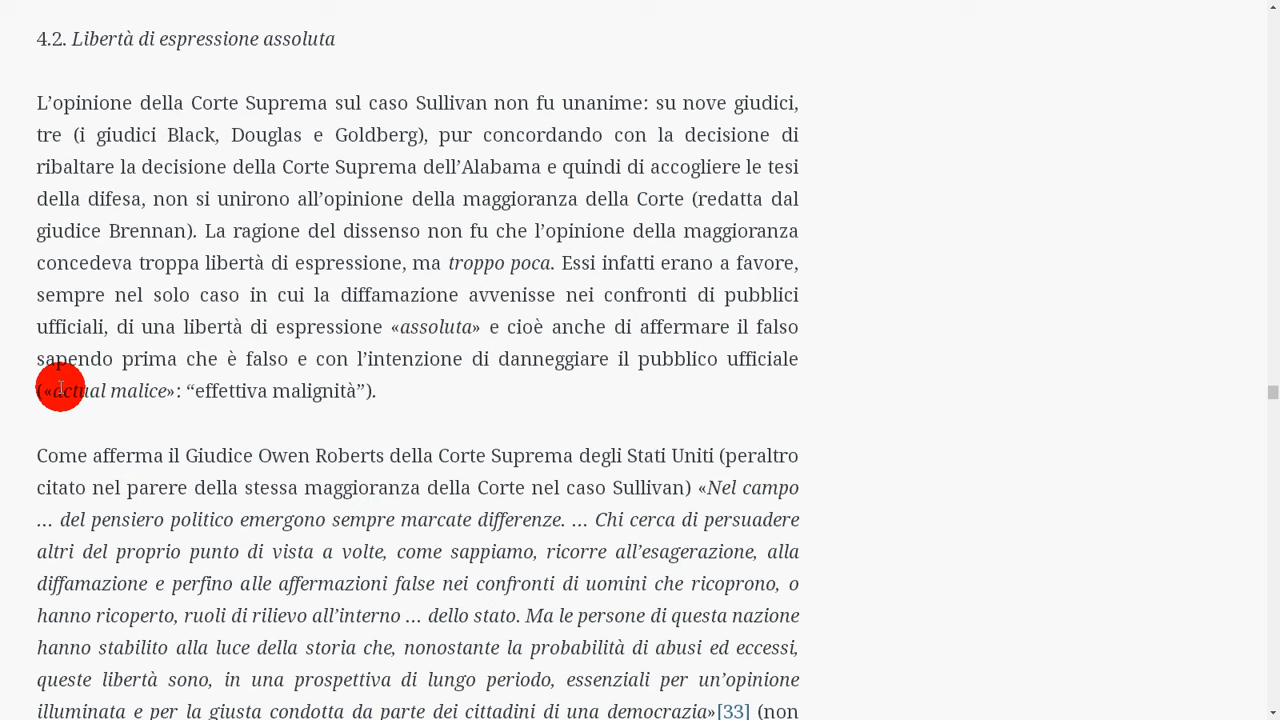 4.2. Libertà di espressione assoluta
L’opinione della Corte Suprema sul caso Sullivan non fu unanime: su nove giudici,
tre (i giudici Black, Douglas e Goldberg), pur concordando con la decisione di
ribaltare la decisione della Corte Suprema dell’Alabama e quindi di accogliere le tesi
della difesa, non si unirono all’opinione della maggioranza della Corte (redatta dal
giudice Brennan). La ragione del dissenso non fu che l’opinione della maggioranza
concedeva troppa libertà di espressione, ma troppo poca. Essi infatti erano a favore,
sempre nel solo caso in cui la diffamazione avvenisse nei confronti di pubblici
ufficiali, di una libertà di espressione «assoluta» e cioè anche di affermare il falso
sapendo prima che è falso e con l’intenzione di danneggiare il pubblico ufficiale
(«actual malice»: “effettiva malignità”).
Come afferma il Giudice Owen Roberts della Corte Suprema degli Stati Uniti (peraltro
citato nel parere della stessa maggioranza della Corte nel caso Sullivan) «Nel campo
… del pensiero politico emergono sempre marcate differenze. … Chi cerca di persuadere
altri del proprio punto di vista a volte, come sappiamo, ricorre all’esagerazione, alla
diffamazione e perfino alle affermazioni false nei confronti di uomini che ricoprono, o
hanno ricoperto, ruoli di rilievo all’interno … dello stato. Ma le persone di questa nazione
hanno stabilito alla luce della storia che, nonostante la probabilità di abusi ed eccessi,
queste libertà sono, in una prospettiva di lungo periodo, essenziali per un’opinione
illuminata e per la giusta condotta da parte dei cittadini di una democrazia»[33] (non